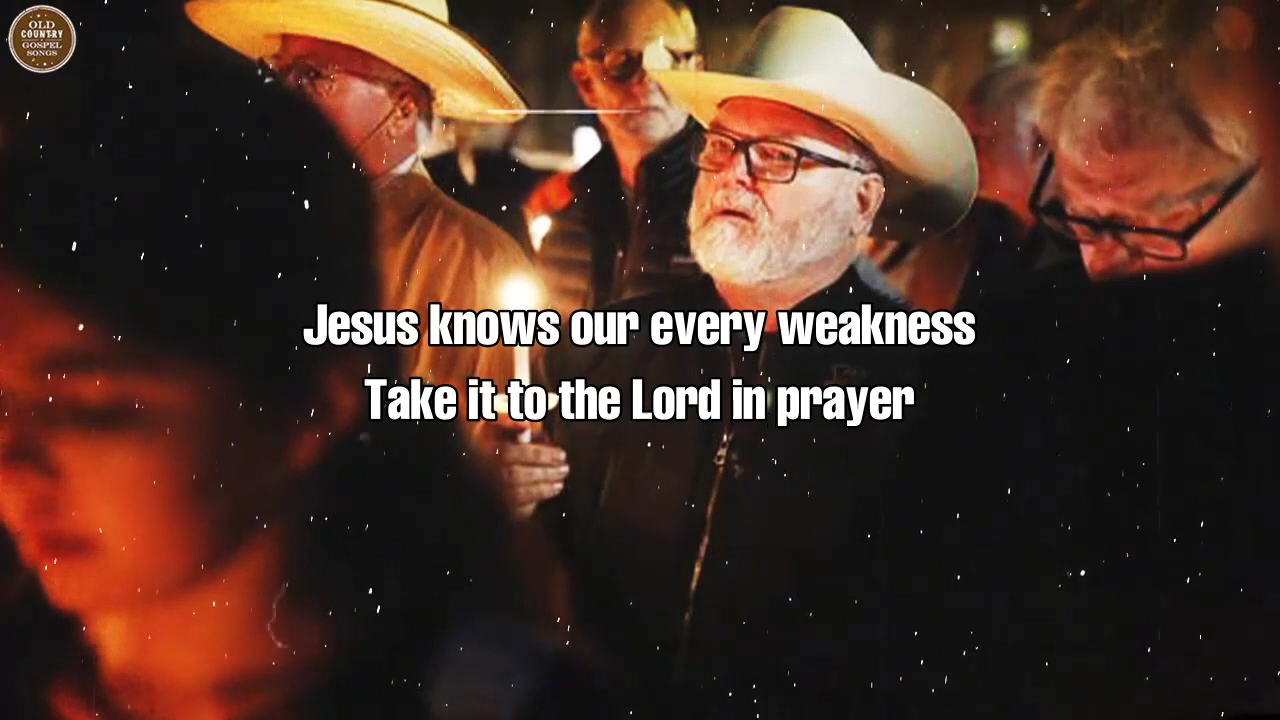 OLD
COUNTRY
GOSPEL
SONGS
Jesus knows our every weakness
Take it to the Lord in prayer